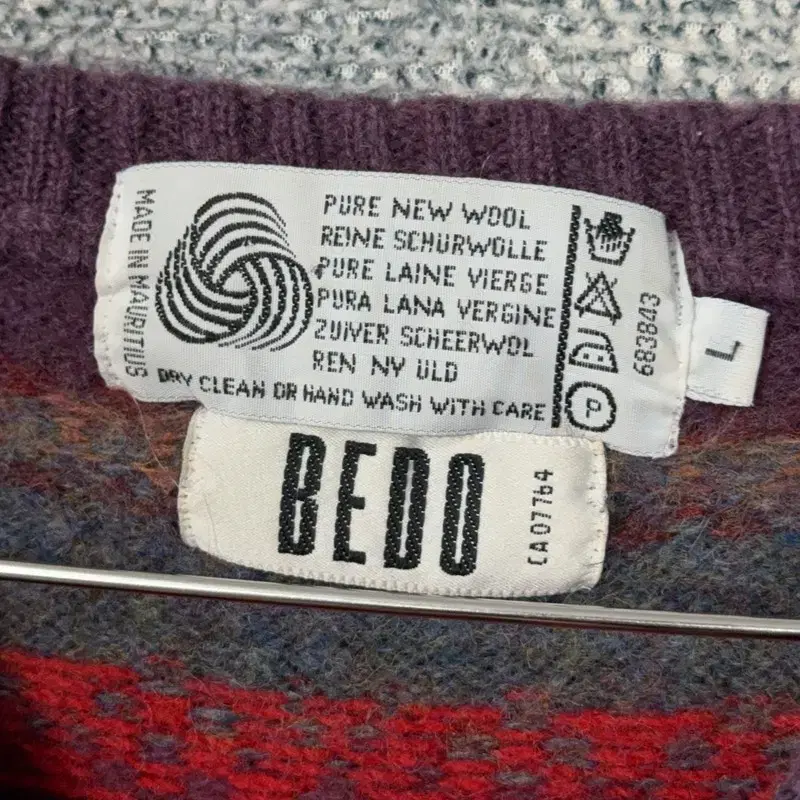 MADE IN MAURITIUS
PURE NEW WOOL
REINE SCHURWOLLE
PURE LAINE VIERGE
PURA LANA VERGINE
ZUIVER SCHEERWOL
REN NY ULD
DRY CLEAN OR HAND WASH WITH CARE
P
683843
L
BEDO
CA07764